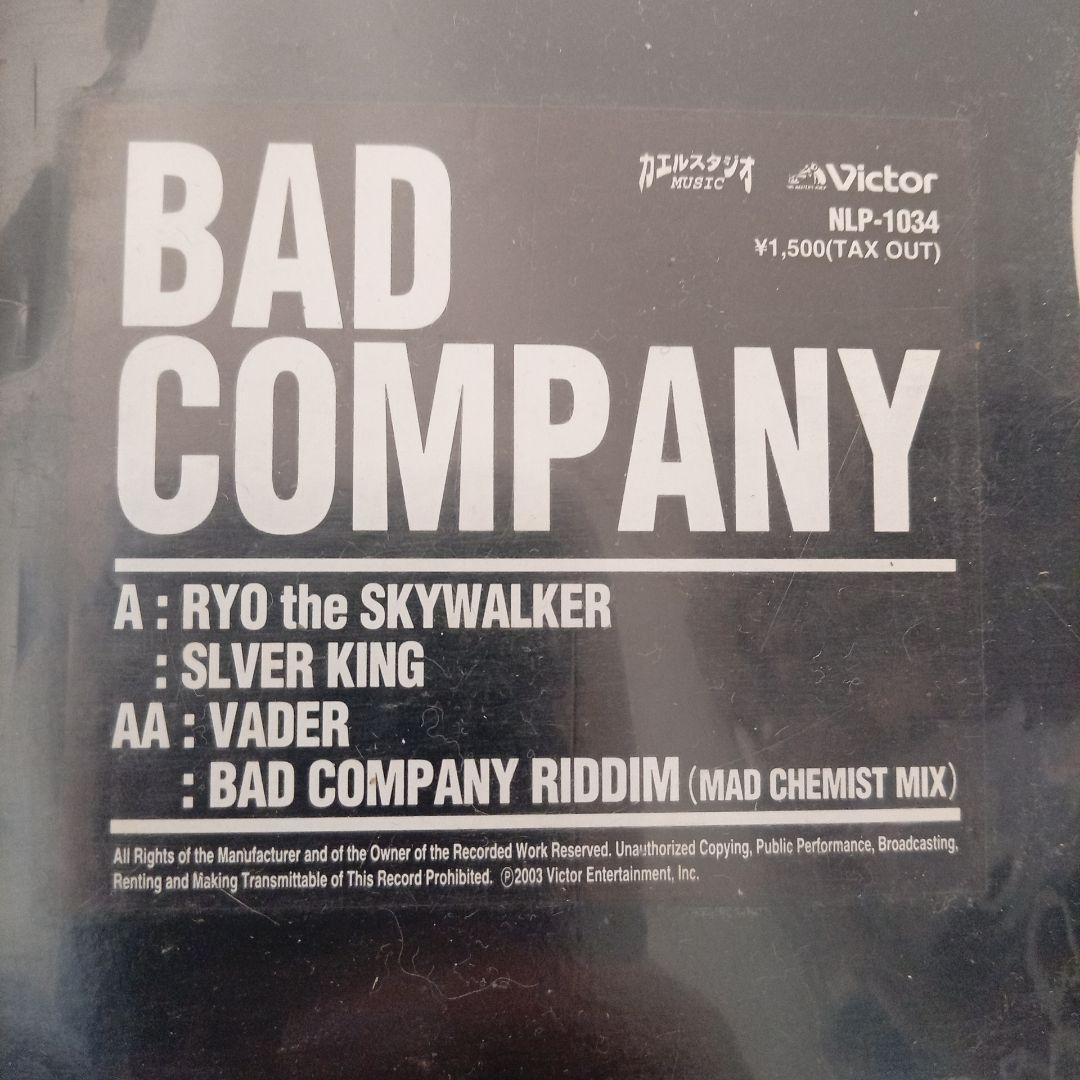 BAD
COMPANY
カエルスタジオ
MUSIC
Victor
NLP-1034
¥1,500(TAX OUT)
A : RYO the SKYWALKER
: SLVER KING
AA : VADER
: BAD COMPANY RIDDIM (MAD CHEMIST MIX)
All Rights of the Manufacturer and of the Owner of the Recorded Work Reserved. Unauthorized Copying, Public Performance, Broadcasting,
Renting and Making Transmittable of This Record Prohibited. ℗2003 Victor Entertainment, Inc.